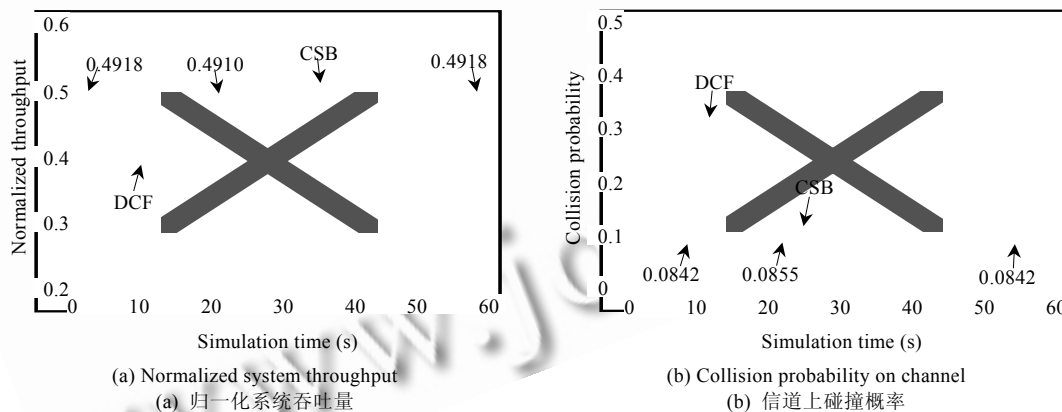 0.6
0.5
0.4
0.3
0.2
Normalized throughput
0.4918
0.4910
CSB
0.4918
DCF
0
10
20
30
40
50
60
Simulation time (s)
(a) Normalized system throughput
(a) 归一化系统吞吐量
0.5
0.4
0.3
0.2
0.1
0
Collision probability
DCF
CSB
0.0842
0.0855
0.0842
0
10
20
30
40
50
60
Simulation time (s)
(b) Collision probability on channel
(b) 信道上碰撞概率